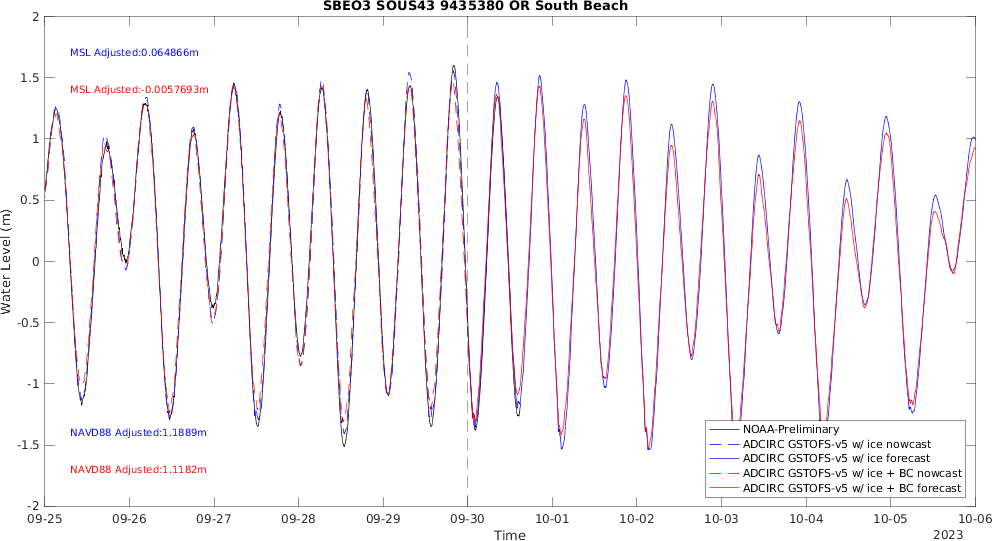 SBEO3 SOUS43 9435380 OR South Beach
2
1.5
1
0.5
0
-0.5
-1
-1.5
-2
Water Level (m)
MSL Adjusted:0.064866m
MSL Adjusted:-0.0057693m
NAVD88 Adjusted:1.1889m
NAVD88 Adjusted:1.1182m
NOAA-Preliminary
ADCIRC GSTOFS-v5 w/ ice nowcast
ADCIRC GSTOFS-v5 w/ ice forecast
ADCIRC GSTOFS-v5 w/ ice + BC nowcast
ADCIRC GSTOFS-v5 w/ ice + BC forecast
09-25 09-26 09-27 09-28 09-29 09-30 10-01 10-02 10-03 10-04 10-05 10-06
Time
2023